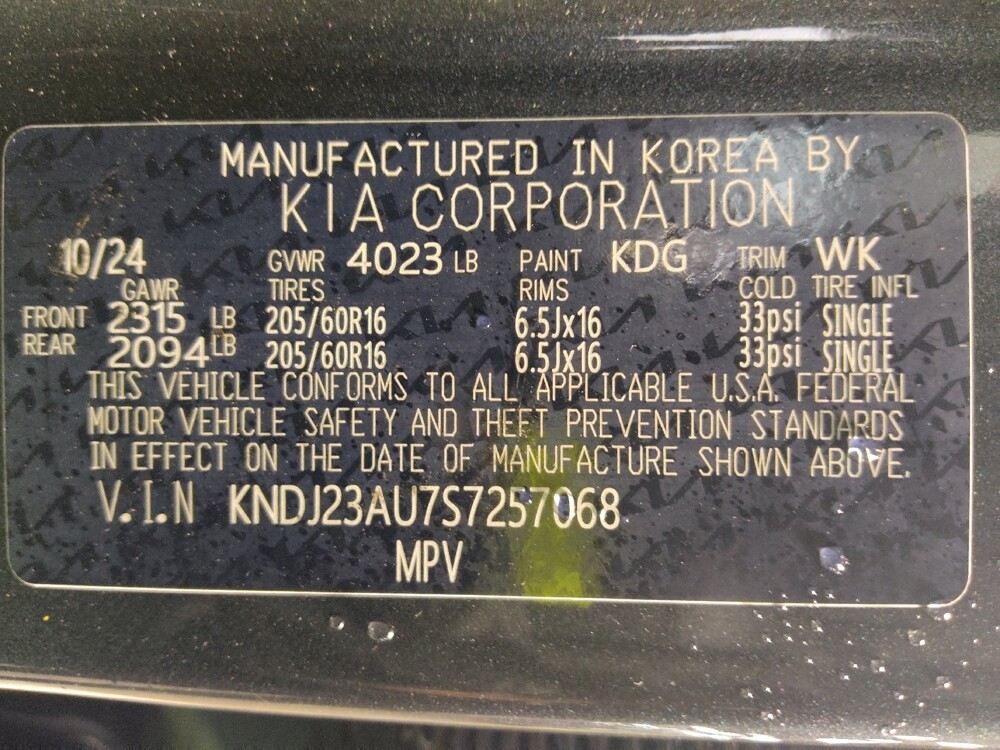 MANUFACTURED IN KOREA BY
KIA CORPORATION
10/24 GVWR 4023 LB PAINT KDG TRIM WK
GAWR TIRES RIMS COLD TIRE INFL
FRONT 2315 LB 205/60R16 6.5Jx16 33psi SINGLE
REAR 2094 LB 205/60R16 6.5Jx16 33psi SINGLE
THIS VEHICLE CONFORMS TO ALL APPLICABLE U.S.A. FEDERAL
MOTOR VEHICLE SAFETY AND THEFT PREVENTION STANDARDS
IN EFFECT ON THE DATE OF MANUFACTURE SHOWN ABOVE.
V.I.N KNDJ23AU7S7257068
MPV